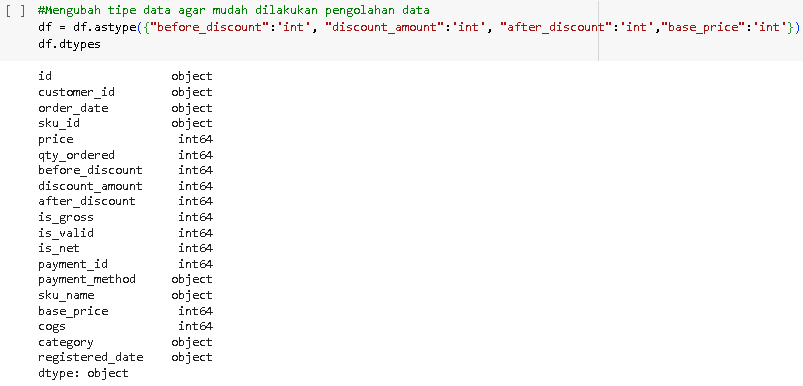 [ ] #Mengubah tipe data agar mudah dilakukan pengolahan data
df = df.astype({"before_discount":'int', "discount_amount":'int', "after_discount":'int',"base_price":'int'})
df.dtypes
id object
customer_id object
order_date object
sku_id object
price int64
qty_ordered int64
before_discount int64
discount_amount int64
after_discount int64
is_gross int64
is_valid int64
is_net int64
payment_id int64
payment_method object
sku_name object
base_price int64
cogs int64
category object
registered_date object
dtype: object